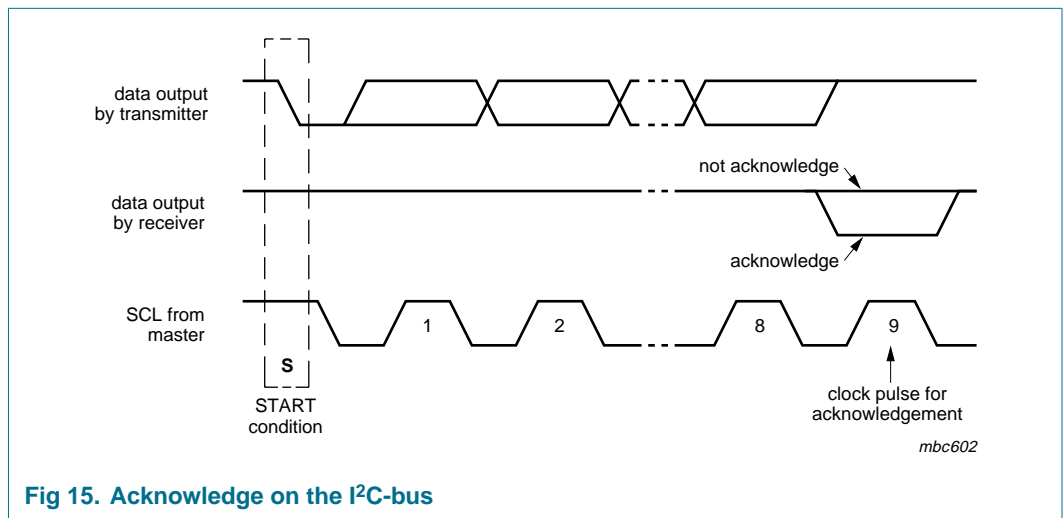 data output
by transmitter
not acknowledge
data output
by receiver
acknowledge
SCL from
master
1
2
8
9
S
START
condition
clock pulse for
acknowledgement
mbc602
Fig 15. Acknowledge on the I²C-bus